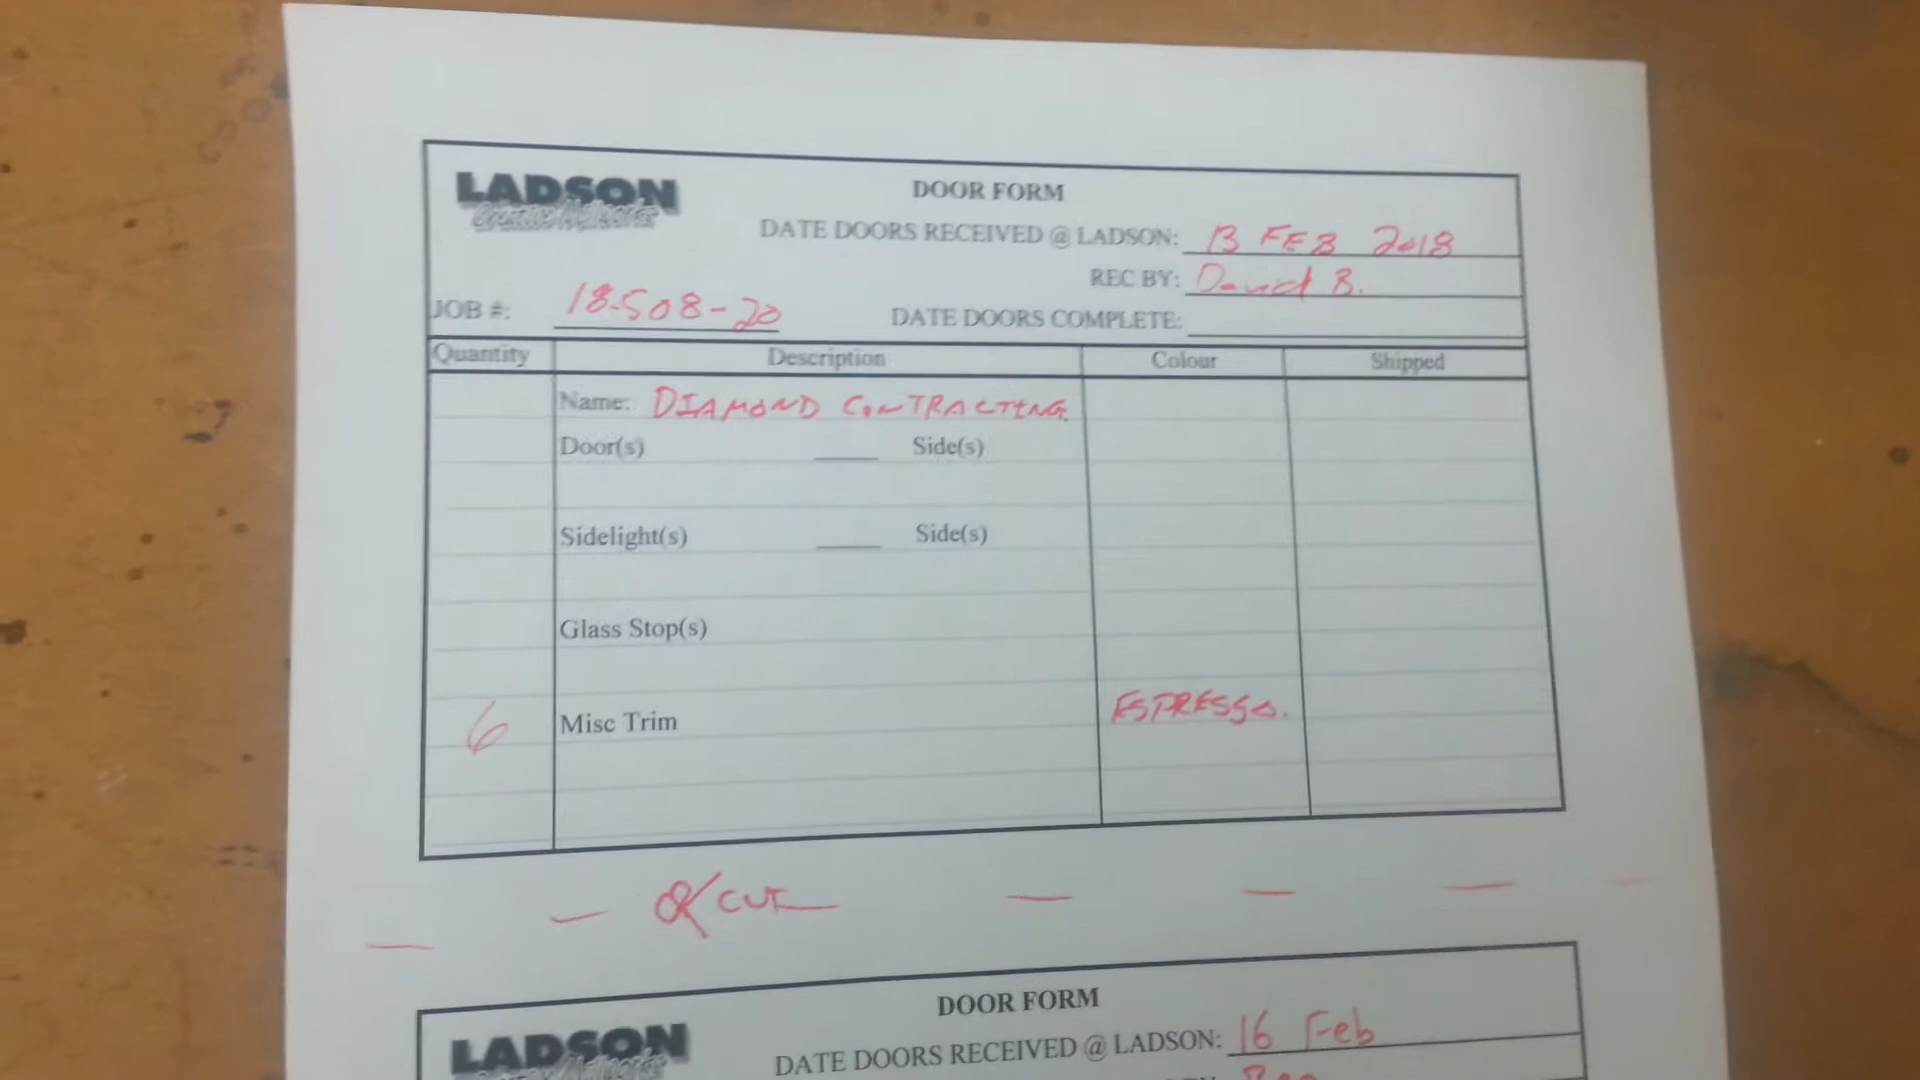 LADSON
DOOR FORM
DATE DOORS RECEIVED @ LADSON: 13 FEB 2018
REC BY: David B.
JOB #: 18-508-20
DATE DOORS COMPLETE:
Quantity Description Colour Shipped
Name: DIAMOND CONTRACTING.
Door(s) ____ Side(s)
Sidelight(s) ____ Side(s)
Glass Stop(s)
6 Misc Trim ESPRESSO.
CUT
DOOR FORM
LADSON
DATE DOORS RECEIVED @ LADSON: 16 Feb